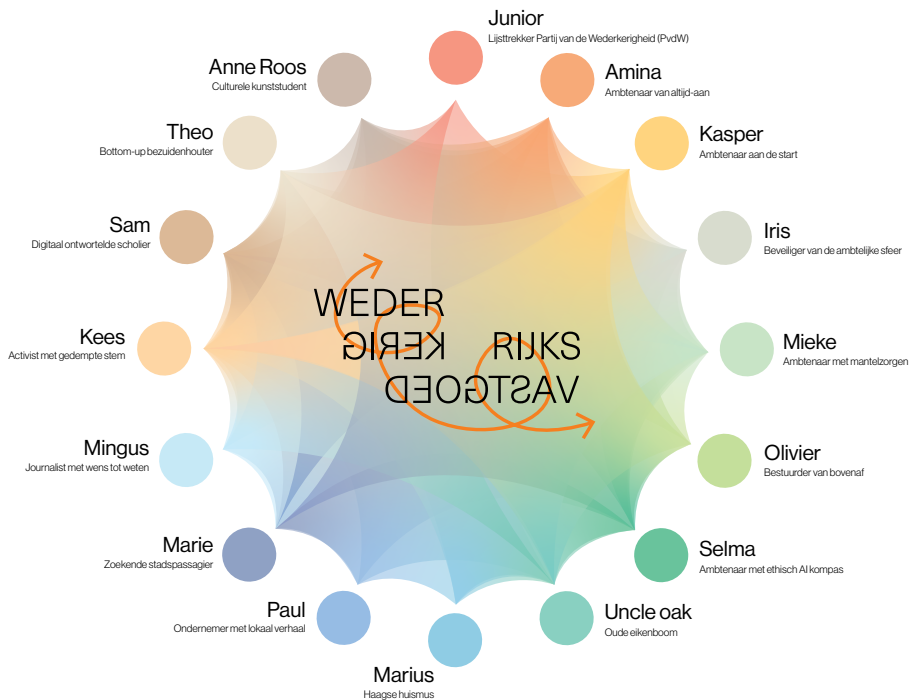 Junior
Lijsttrekker Partij van de Wederkerigheid (PvdW)
Amina
Ambtenaar van altijd-aan
Kasper
Ambtenaar aan de start
Iris
Beveiliger van de ambtelijke sfeer
Mieke
Ambtenaar met mantelzorgen
Olivier
Bestuurder van bovenaf
Selma
Ambtenaar met ethisch AI kompas
Uncle oak
Oude eikenboom
Marius
Haagse huismus
Paul
Ondernemer met lokaal verhaal
Marie
Zoekende stadspassagier
Mingus
Journalist met wens tot weten
Kees
Activist met gedempte stem
Sam
Digitaal ontwortelde scholier
Theo
Bottom-up bezuidenhouter
Anne Roos
Culturele kunststudent
WEDER
KERIG RIJKS
VASTGOED